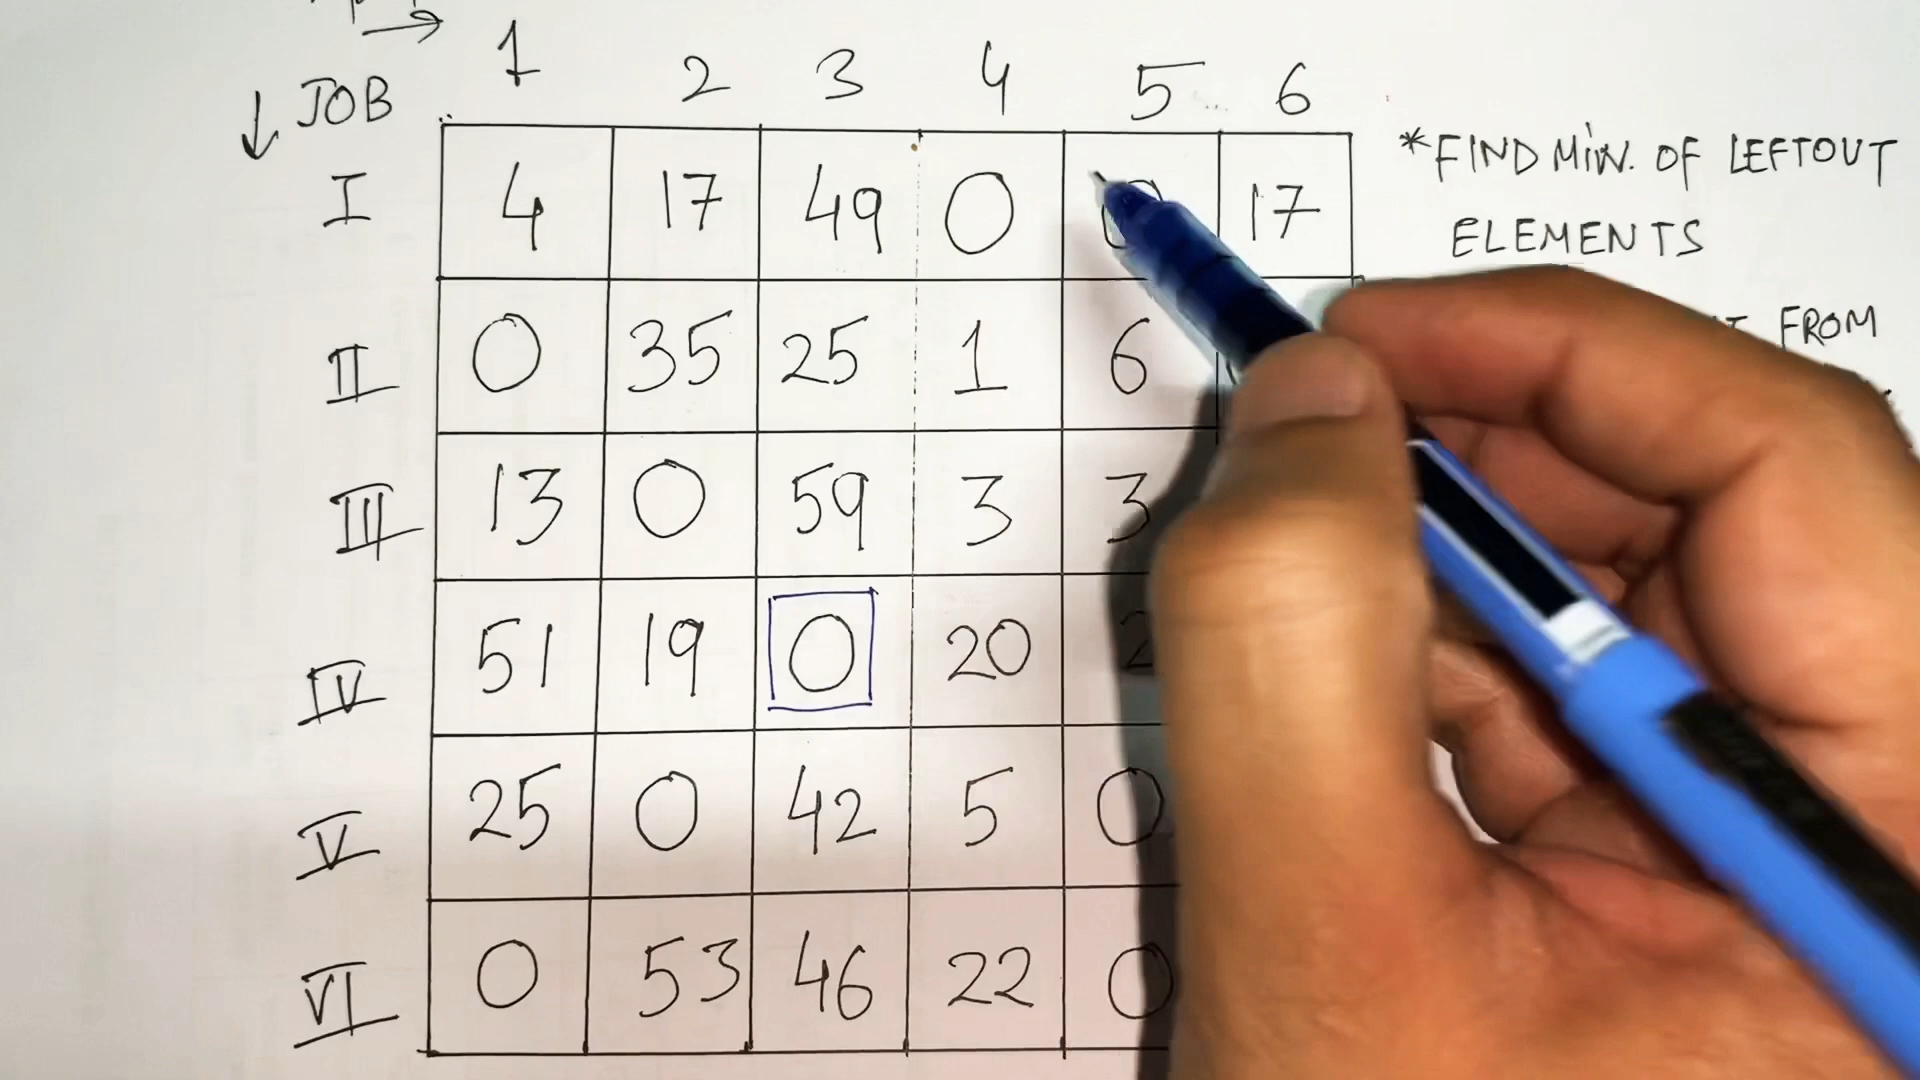 1 2 3 4 5 6
JOB
I 4 17 49 0 0 17
II 0 35 25 1 6
III 13 0 59 3 3
IV 51 19 0 20 2
V 25 0 42 5 0
VI 0 53 46 22 0
*FIND MIN. OF LEFTOUT
ELEMENTS
FROM